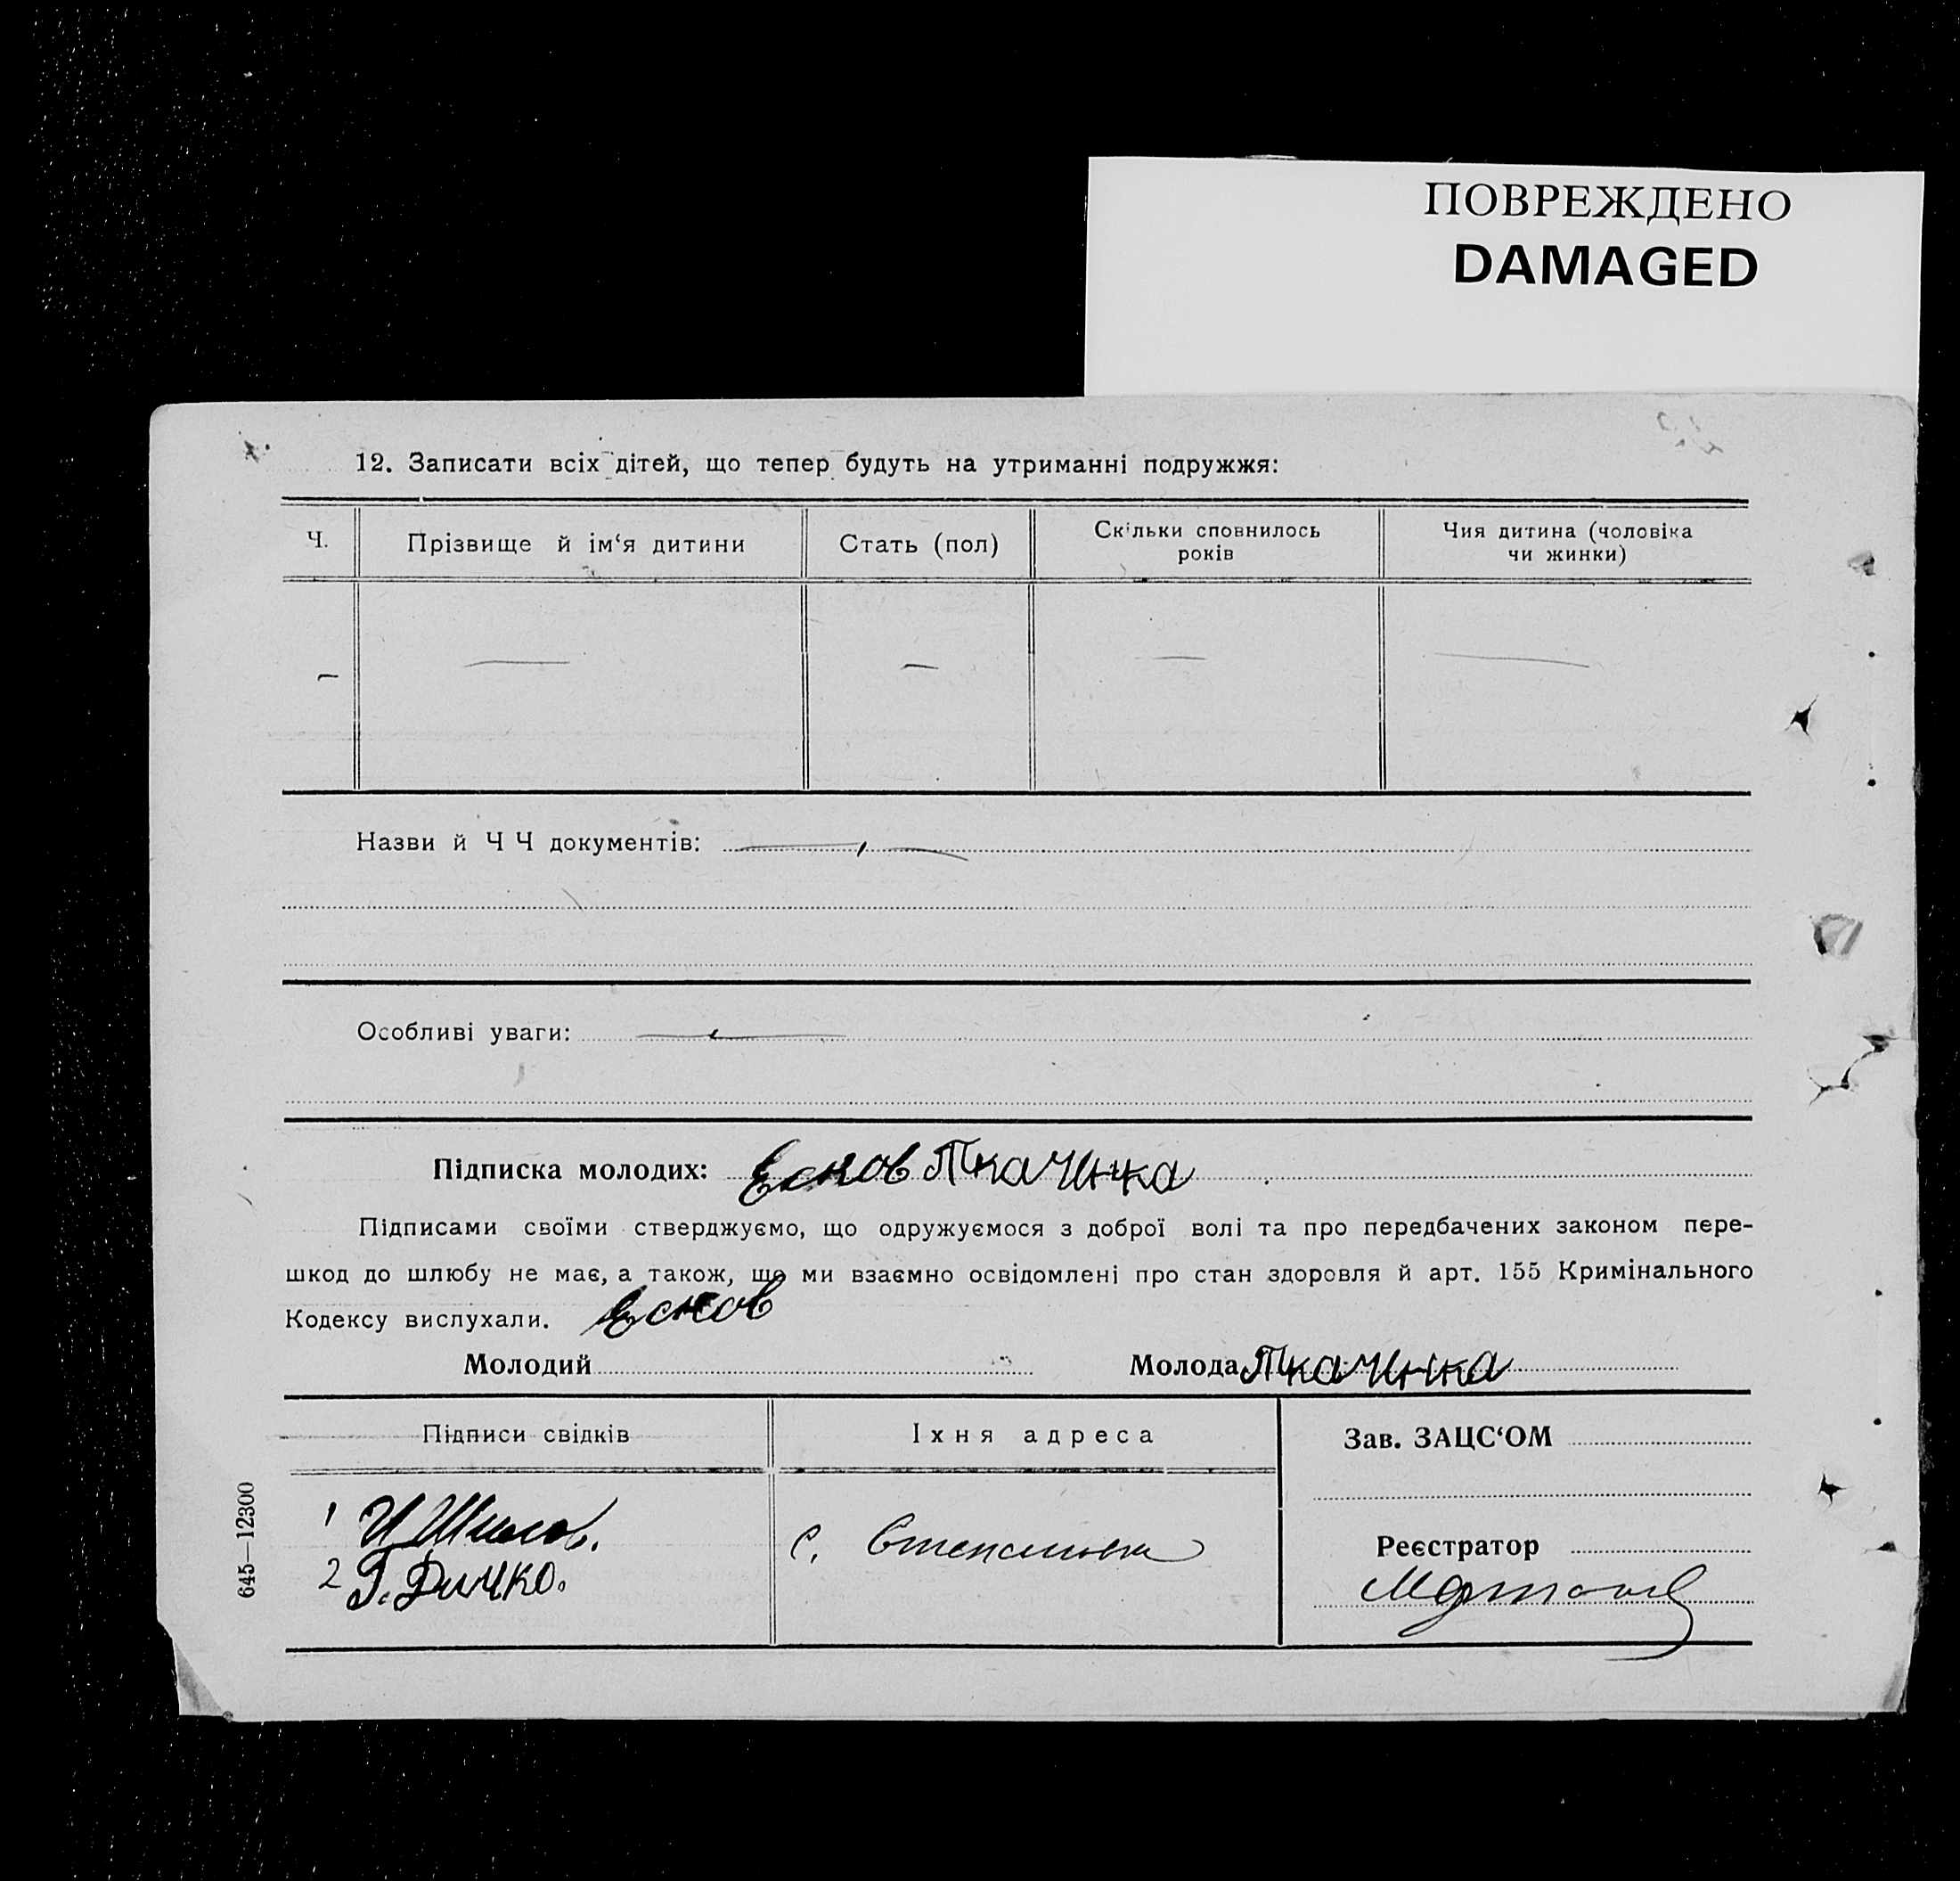 ПОВРЕЖДЕНО
DAMAGED
12. Записати всіх дітей, що тепер будуть на утриманні подружжя:
Ч.
Прізвище й ім‘я дитини
Стать (пол)
Скільки сповнилось
років
Чия дитина (чоловіка
чи жинки)
Назви й Ч Ч документів:
Особливі уваги:
Підписка молодих: Еснов Ткачинка
Підписами своїми стверджуємо, що одружуємося з доброї волі та про передбачених законом пере-
шкод до шлюбу не має, а також, що ми взаємно освідомлені про стан здоровля й арт. 155 Кримінального
Кодексу вислухали. Еснов
Молодий
Молода Ткачинка
Підписи свідків
Їхня адреса
Зав. ЗАЦС‘ОМ
1
2 Г. Дичко.
с.
Реєстратор
645—12300